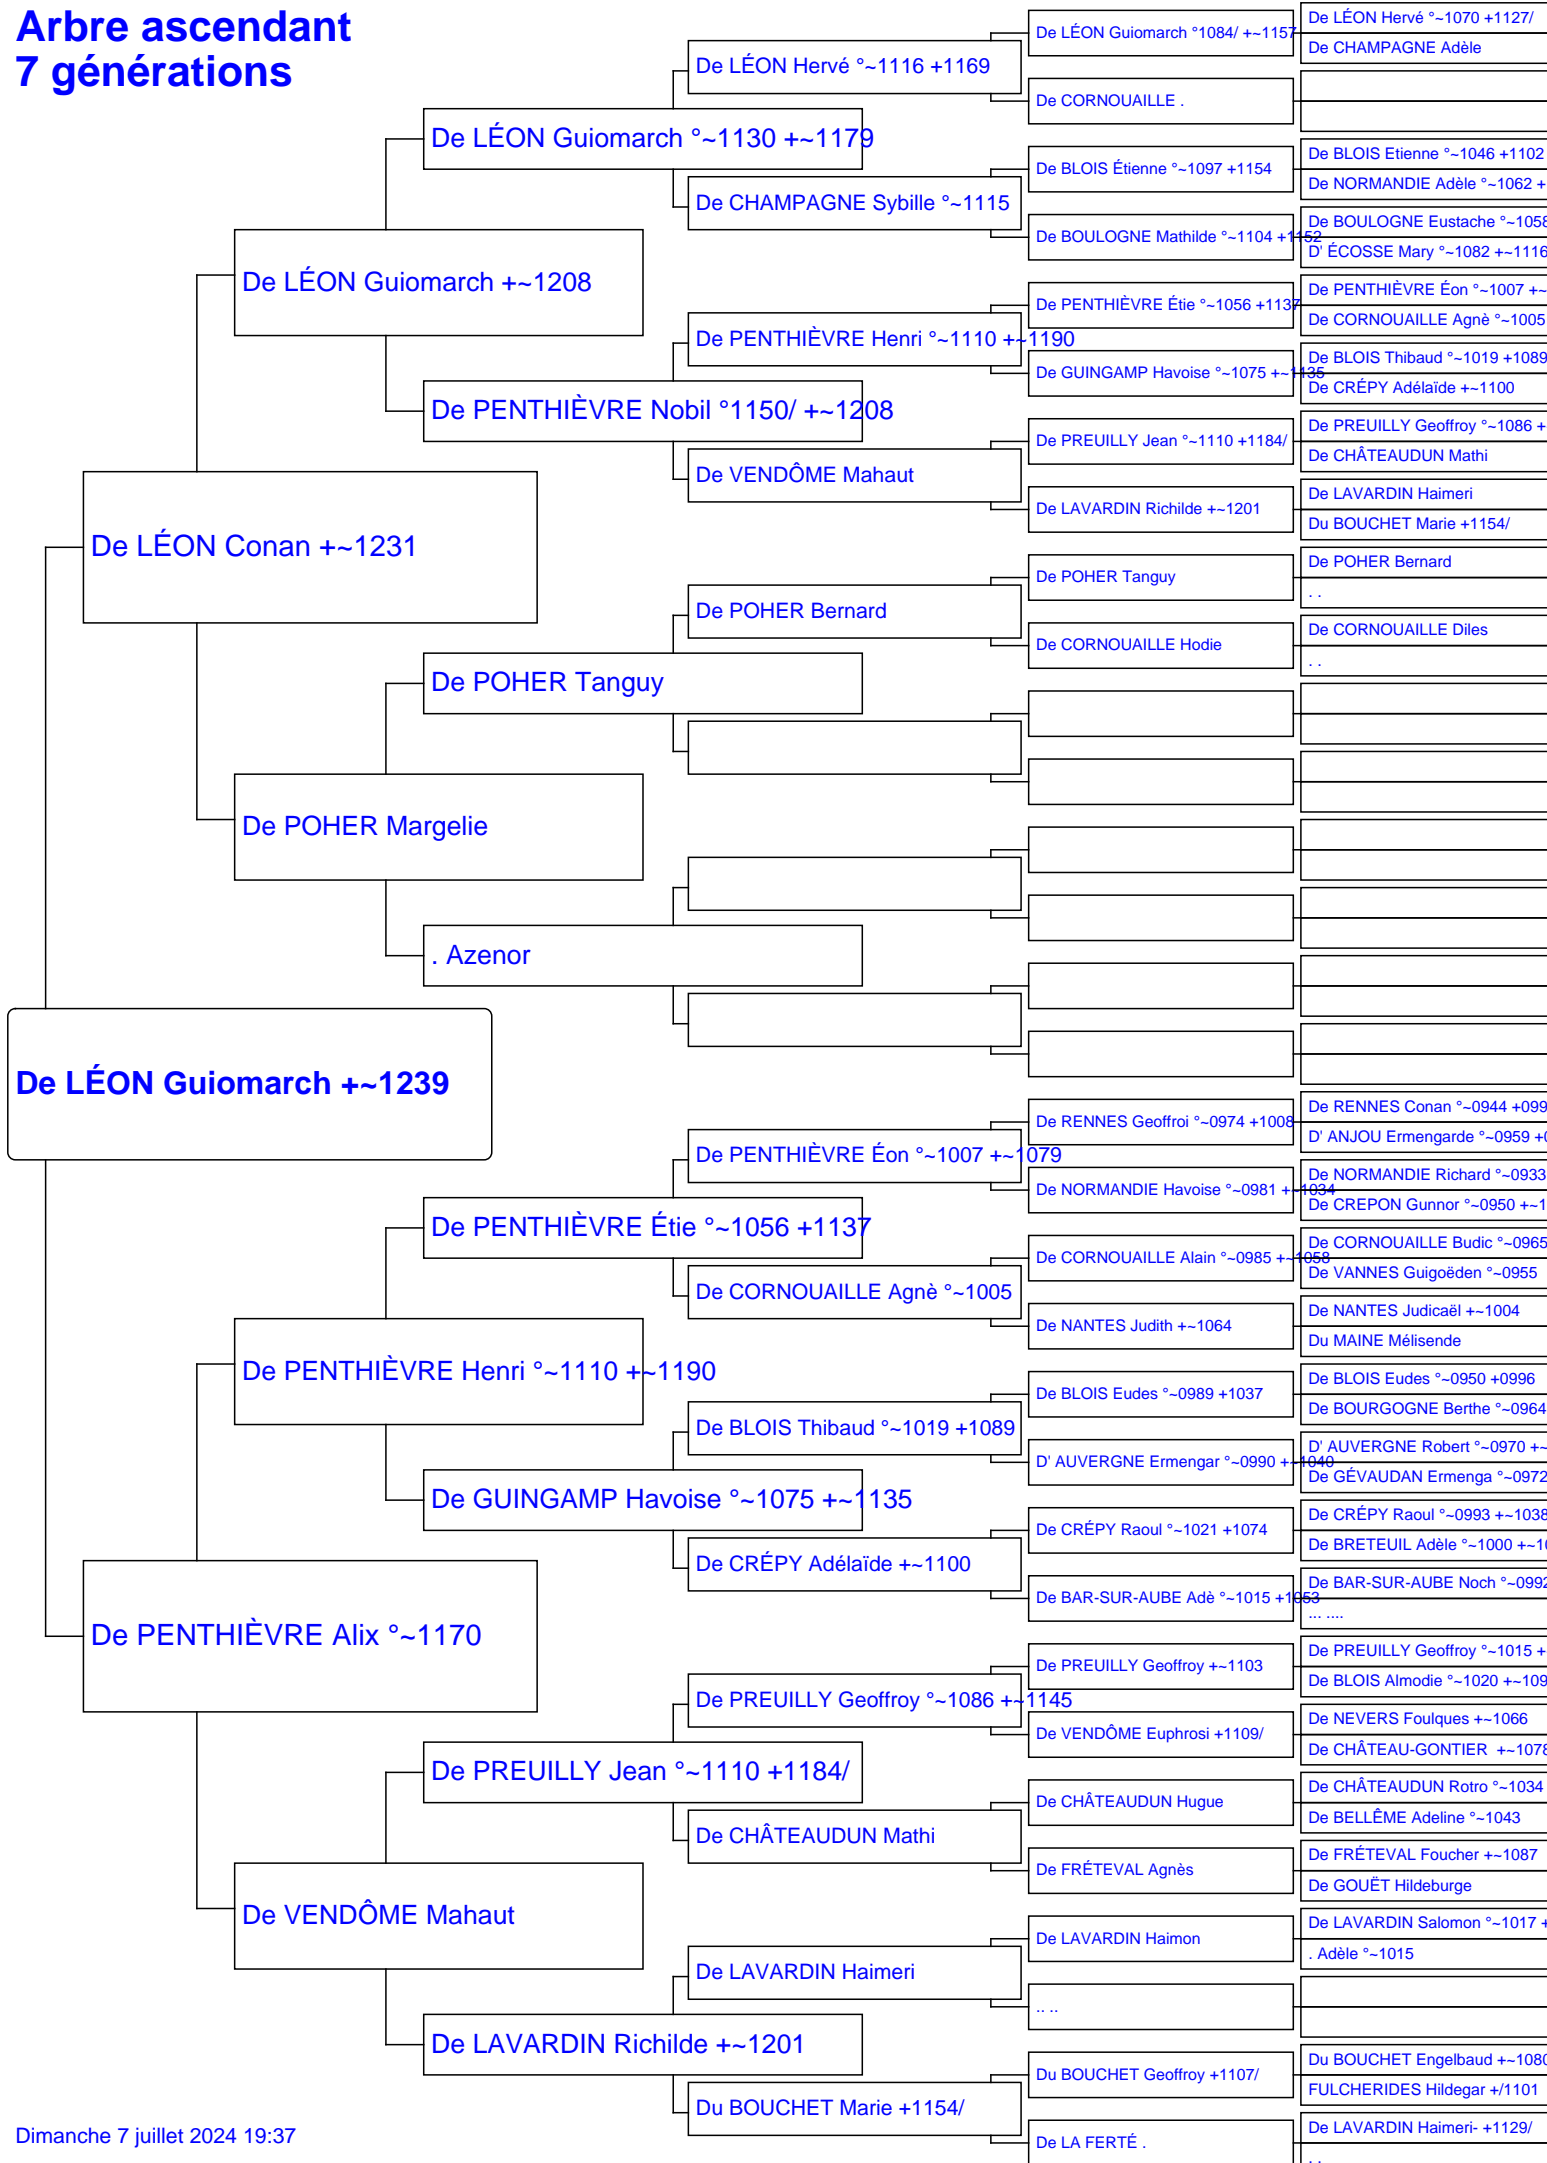 Arbre ascendant
7 générations
De LÉON Guiomarch +~1239
De LÉON Conan +~1231
De PENTHIÈVRE Alix °~1170
De LÉON Guiomarch +~1208
De POHER Margelie
De PENTHIÈVRE Henri °~1110 +~1190
De VENDÔME Mahaut
De LÉON Guiomarch °~1130 +~1179
De PENTHIÈVRE Nobil °1150/ +~1208
De POHER Tanguy
. Azenor
De PENTHIÈVRE Étie °~1056 +1137
De GUINGAMP Havoise °~1075 +~1135
De PREUILLY Jean °~1110 +1184/
De LAVARDIN Richilde +~1201
De LÉON Hervé °~1116 +1169
De CHAMPAGNE Sybille °~1115
De PENTHIÈVRE Henri °~1110 +~1190
De VENDÔME Mahaut
De POHER Bernard
De PENTHIÈVRE Éon °~1007 +~1079
De CORNOUAILLE Agnè °~1005
De BLOIS Thibaud °~1019 +1089
De CRÉPY Adélaïde +~1100
De PREUILLY Geoffroy °~1086 +~1145
De CHÂTEAUDUN Mathi
De LAVARDIN Haimeri
Du BOUCHET Marie +1154/
De LÉON Guiomarch °1084/ +~1157
De CORNOUAILLE .
De BLOIS Étienne °~1097 +1154
De BOULOGNE Mathilde °~1104 +1152
De PENTHIÈVRE Étie °~1056 +1137
De GUINGAMP Havoise °~1075 +~1135
De PREUILLY Jean °~1110 +1184/
De LAVARDIN Richilde +~1201
De POHER Tanguy
De CORNOUAILLE Hodie
De RENNES Geoffroi °~0974 +1008
De NORMANDIE Havoise °~0981 +~1034
De CORNOUAILLE Alain °~0985 +~1058
De NANTES Judith +~1064
De BLOIS Eudes °~0989 +1037
D' AUVERGNE Ermengar °~0990 +~1040
De CRÉPY Raoul °~1021 +1074
De BAR-SUR-AUBE Adè °~1015 +1053
De PREUILLY Geoffroy +~1103
De VENDÔME Euphrosi +1109/
De CHÂTEAUDUN Hugue
De FRÉTEVAL Agnès
De LAVARDIN Haimon
.. ..
Du BOUCHET Geoffroy +1107/
De LA FERTÉ .
De LÉON Hervé °~1070 +1127/
De CHAMPAGNE Adèle
De BLOIS Etienne °~1046 +1102
De NORMANDIE Adèle °~1062 +
De BOULOGNE Eustache °~1058
D' ÉCOSSE Mary °~1082 +~1116
De PENTHIÈVRE Éon °~1007 +~
De CORNOUAILLE Agnè °~1005
De BLOIS Thibaud °~1019 +1089
De CRÉPY Adélaïde +~1100
De PREUILLY Geoffroy °~1086 +
De CHÂTEAUDUN Mathi
De LAVARDIN Haimeri
Du BOUCHET Marie +1154/
De POHER Bernard
. .
De CORNOUAILLE Diles
. .
De RENNES Conan °~0944 +099
D' ANJOU Ermengarde °~0959 +0
De NORMANDIE Richard °~0933
De CREPON Gunnor °~0950 +~1
De CORNOUAILLE Budic °~0965
De VANNES Guigoëden °~0955
De NANTES Judicaël +~1004
Du MAINE Mélisende
De BLOIS Eudes °~0950 +0996
De BOURGOGNE Berthe °~0964
D' AUVERGNE Robert °~0970 +~
De GÉVAUDAN Ermenga °~0972
De CRÉPY Raoul °~0993 +~1038
De BRETEUIL Adèle °~1000 +~10
De BAR-SUR-AUBE Noch °~0992
... ....
De PREUILLY Geoffroy °~1015 +
De BLOIS Almodie °~1020 +~109
De NEVERS Foulques +~1066
De CHÂTEAU-GONTIER +~1078
De CHÂTEAUDUN Rotro °~1034
De BELLÊME Adeline °~1043
De FRÉTEVAL Foucher +~1087
De GOUËT Hildeburge
De LAVARDIN Salomon °~1017 +
. Adèle °~1015
Du BOUCHET Engelbaud +~1080
FULCHERIDES Hildegar +/1101
De LAVARDIN Haimeri- +1129/
Dimanche 7 juillet 2024 19:37